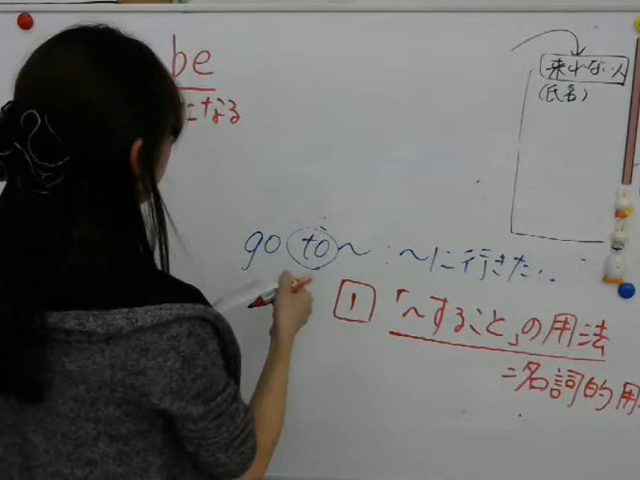 be
になる
来れない人
(氏名)
go to ～ : ～に行きたい
1 「～すること」の用法
=名詞的用